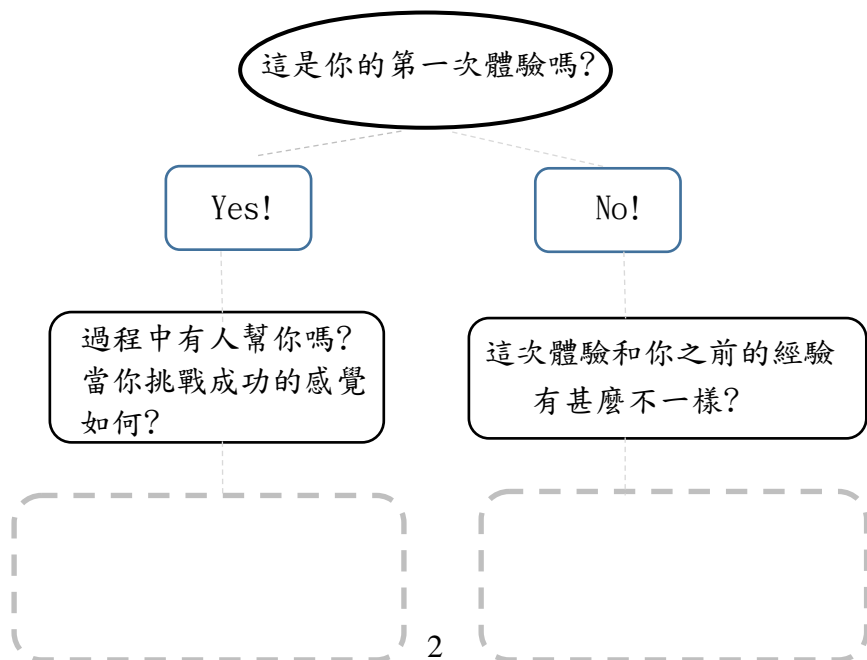 這是你的第一次體驗嗎?
Yes!
No!
過程中有人幫你嗎?
當你挑戰成功的感覺
如何?
這次體驗和你之前的經驗
有甚麼不一樣?
2